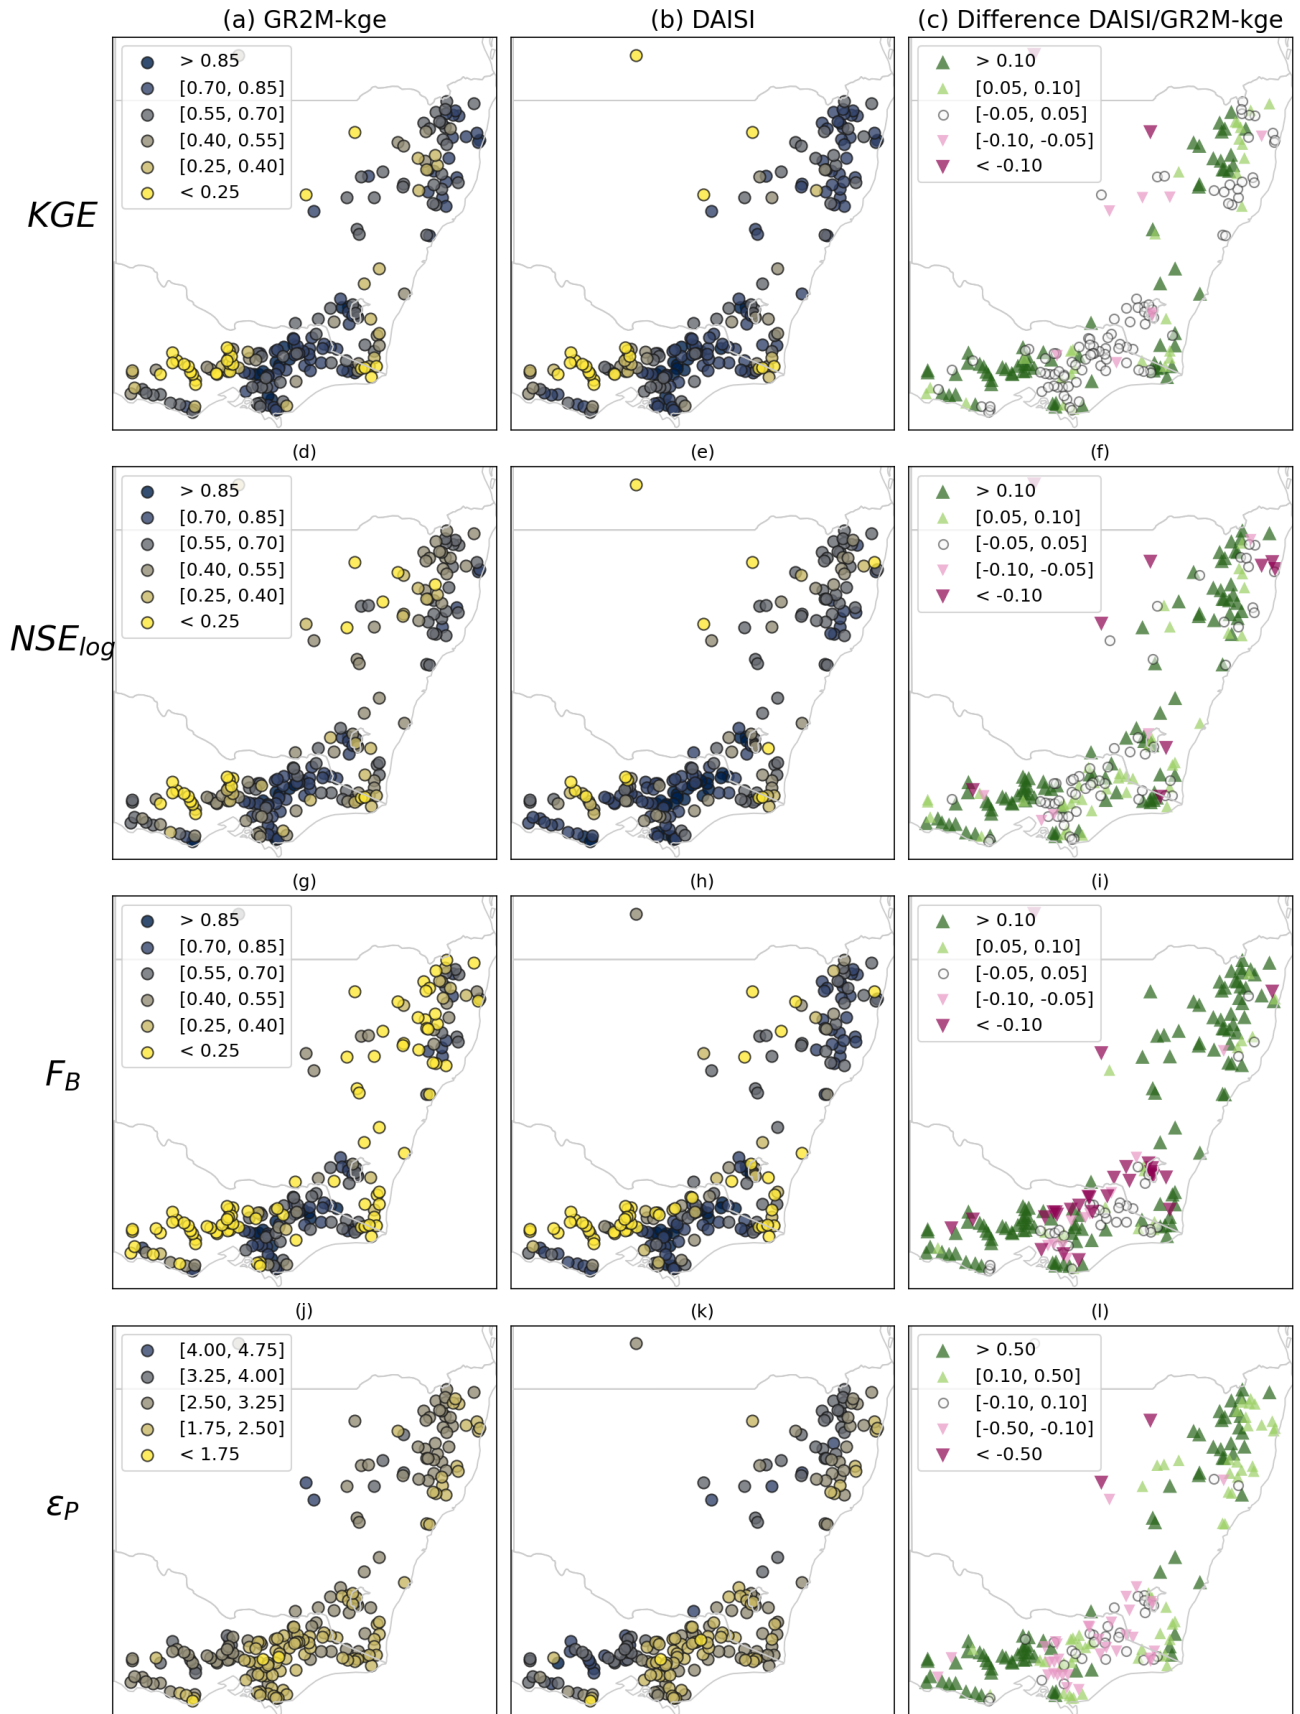 (a) GR2M-kge
(b) DAISI
(c) Difference DAISI/GR2M-kge
KGE
> 0.85
[0.70, 0.85]
[0.55, 0.70]
[0.40, 0.55]
[0.25, 0.40]
< 0.25
> 0.10
[0.05, 0.10]
[-0.05, 0.05]
[-0.10, -0.05]
< -0.10
(d)
(e)
(f)
NSE_log
> 0.85
[0.70, 0.85]
[0.55, 0.70]
[0.40, 0.55]
[0.25, 0.40]
< 0.25
> 0.10
[0.05, 0.10]
[-0.05, 0.05]
[-0.10, -0.05]
< -0.10
(g)
(h)
(i)
F_B
> 0.85
[0.70, 0.85]
[0.55, 0.70]
[0.40, 0.55]
[0.25, 0.40]
< 0.25
> 0.10
[0.05, 0.10]
[-0.05, 0.05]
[-0.10, -0.05]
< -0.10
(j)
(k)
(l)
ε_P
[4.00, 4.75]
[3.25, 4.00]
[2.50, 3.25]
[1.75, 2.50]
< 1.75
> 0.50
[0.10, 0.50]
[-0.10, 0.10]
[-0.50, -0.10]
< -0.50